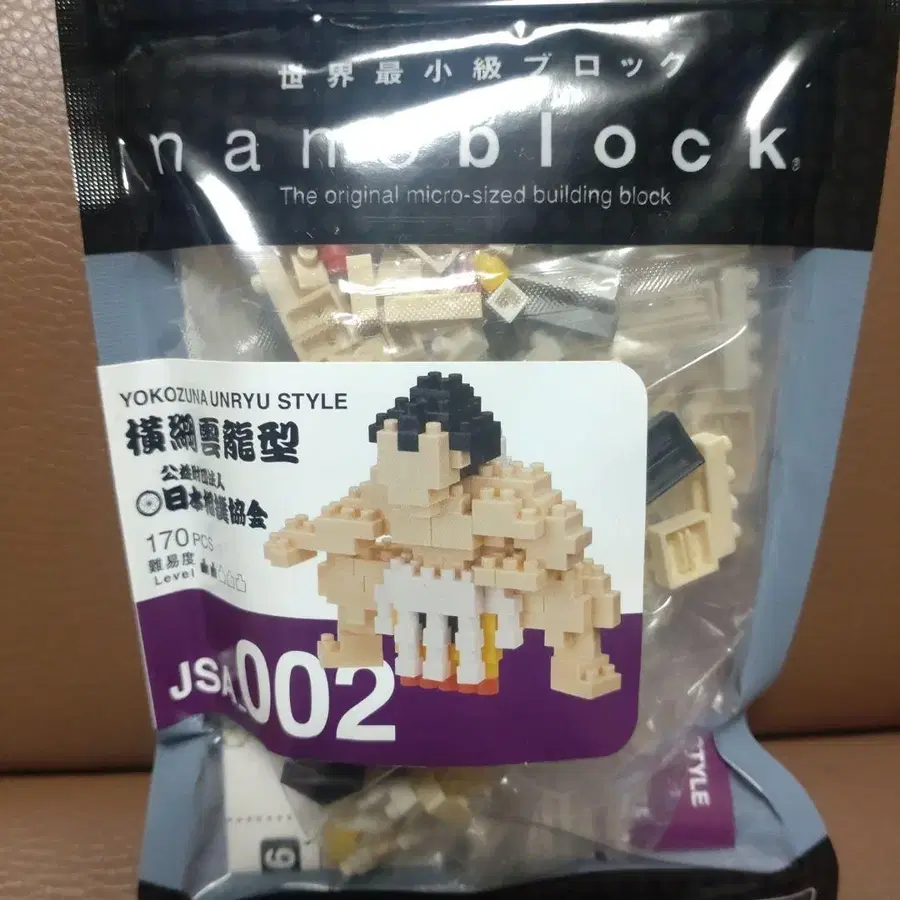 世界最小級ブロック
nanoblock®
The original micro-sized building block
YOKOZUNA UNRYU STYLE
横綱雲龍型
公益財団法人
日本相撲協会
170 PCS
難易度
Level
JSA_002
STYLE
9